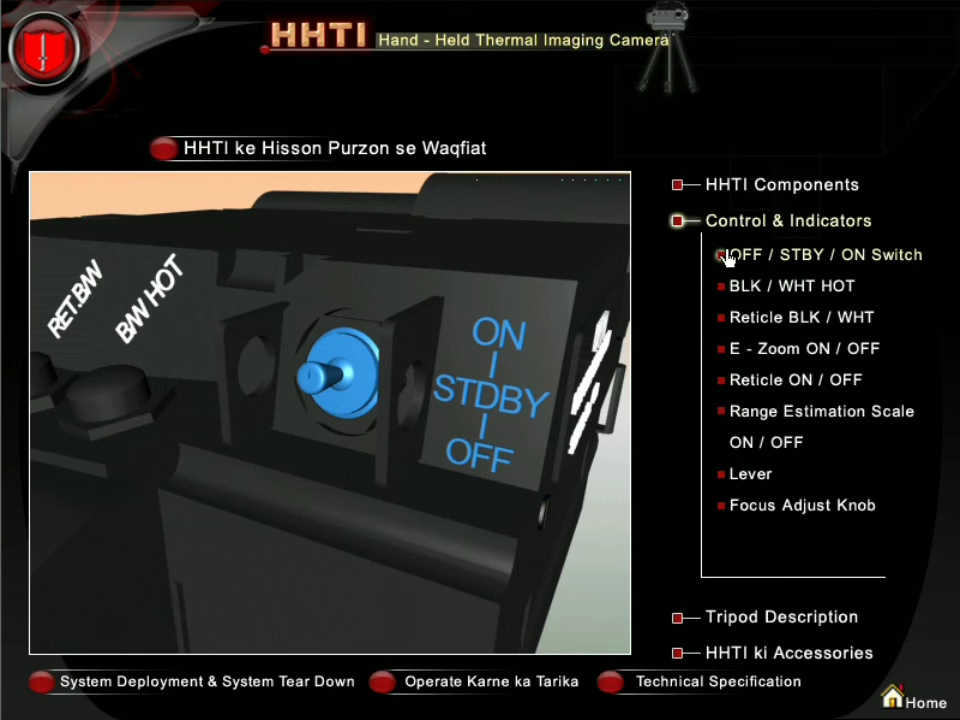 HHTI Hand - Held Thermal Imaging Camera
HHTI ke Hisson Purzon se Waqfiat
RET.B/W
B/W HOT
ON
STDBY
OFF
HHTI Components
Control & Indicators
OFF / STBY / ON Switch
BLK / WHT HOT
Reticle BLK / WHT
E - Zoom ON / OFF
Reticle ON / OFF
Range Estimation Scale
ON / OFF
Lever
Focus Adjust Knob
Tripod Description
HHTI ki Accessories
System Deployment & System Tear Down
Operate Karne ka Tarika
Technical Specification
Home